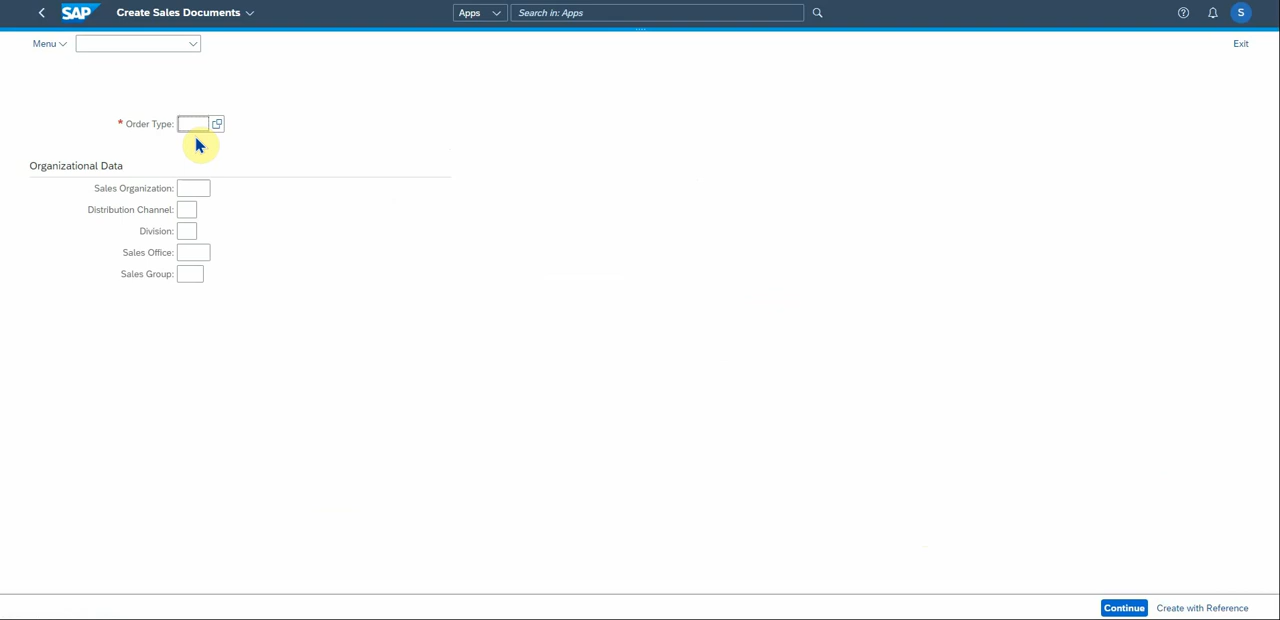 SAP Create Sales Documents Apps Search in: Apps S
Menu Exit
* Order Type:
Organizational Data
Sales Organization:
Distribution Channel:
Division:
Sales Office:
Sales Group:
Continue Create with Reference